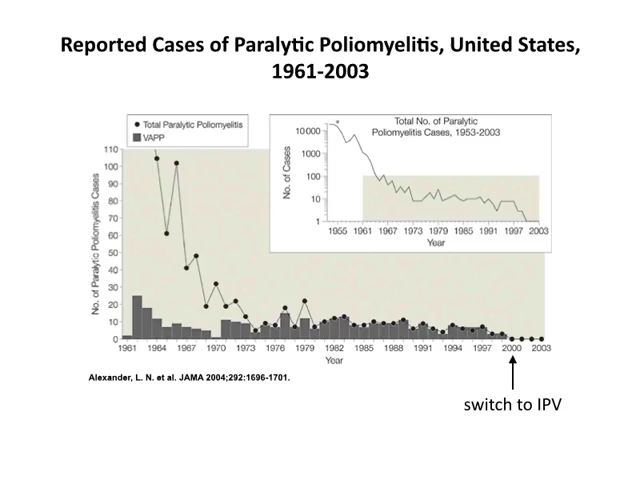 Reported Cases of Paralytic Poliomyelitis, United States,
1961-2003
Total Paralytic Poliomyelitis
VAPP
No. of Paralytic Poliomyelitis Cases
110
100
90
80
70
60
50
40
30
20
10
0
1961 1964 1967 1970 1973 1976 1979 1982 1985 1988 1991 1994 1997 2000 2003
Year
Total No. of Paralytic
Poliomyelitis Cases, 1953-2003
No. of Cases
10000
1000
100
10
1
1955 1961 1967 1973 1979 1985 1991 1997 2003
Year
Alexander, L. N. et al. JAMA 2004;292:1696-1701.
switch to IPV